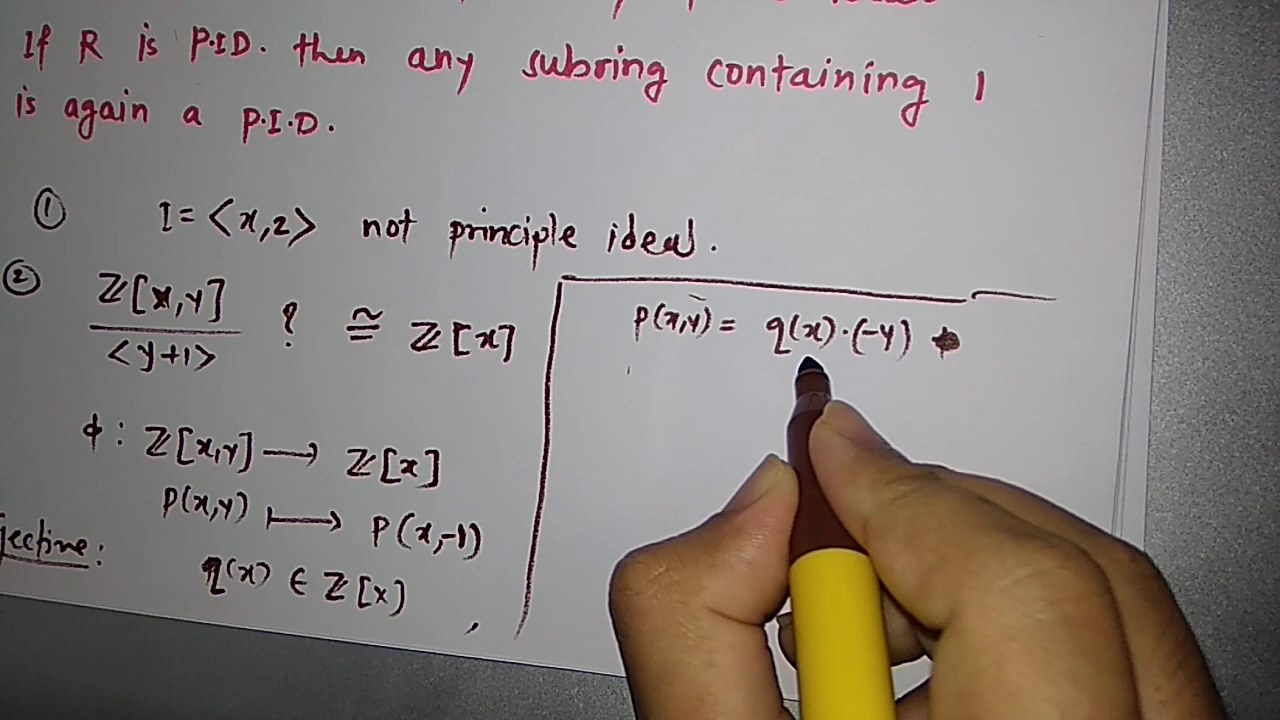 If R is P.I.D. then any subring containing 1
is again a P.I.D.
① I = <x,2> not principle ideal.
② ℤ[x,y] / <y+1> ? ≅ ℤ[x]
ϕ : ℤ[x,y] ⟶ ℤ[x]
P(x,y) ⟼ P(x,-1)
jective:
q(x) ∈ ℤ[x] ,
P(x,y) = q(x)·(-y)